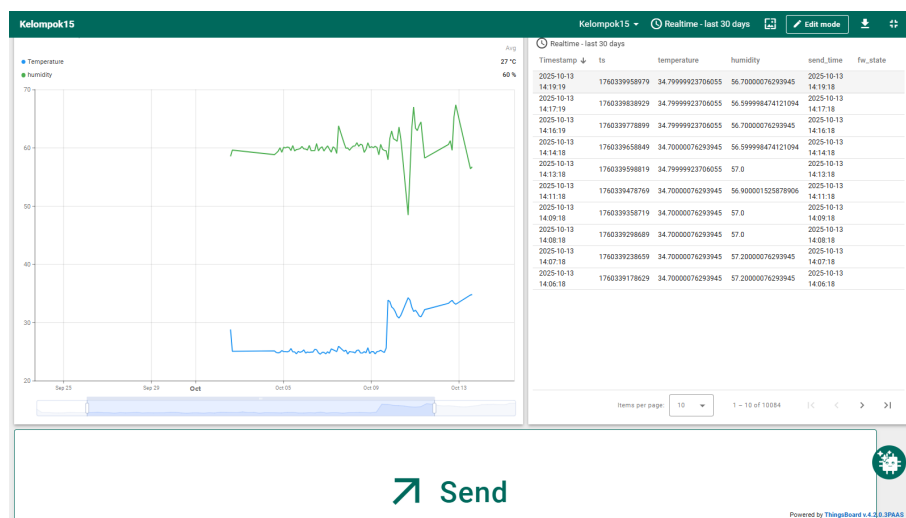 Kelompok15
Kelompok15 Realtime - last 30 days Edit mode
Avg
Temperature 27 °C
humidity 60 %
70
60
50
40
30
20
Sep 25 Sep 29 Oct Oct 05 Oct 09 Oct 13
Realtime - last 30 days
Timestamp ts temperature humidity send_time fw_state
2025-10-13 14:19:19 1760339958979 34.79999923706055 56.70000076293945 2025-10-13 14:19:18
2025-10-13 14:17:19 1760339838929 34.79999923706055 56.599998474121094 2025-10-13 14:17:18
2025-10-13 14:16:19 1760339778899 34.79999923706055 56.70000076293945 2025-10-13 14:16:18
2025-10-13 14:14:18 1760339658849 34.70000076293945 56.599998474121094 2025-10-13 14:14:18
2025-10-13 14:13:18 1760339598819 34.79999923706055 57.0 2025-10-13 14:13:18
2025-10-13 14:11:18 1760339478769 34.70000076293945 56.900001525878906 2025-10-13 14:11:18
2025-10-13 14:09:18 1760339358719 34.70000076293945 57.0 2025-10-13 14:09:18
2025-10-13 14:08:18 1760339298689 34.70000076293945 57.0 2025-10-13 14:08:18
2025-10-13 14:07:18 1760339238659 34.70000076293945 57.20000076293945 2025-10-13 14:07:18
2025-10-13 14:06:18 1760339178629 34.70000076293945 57.20000076293945 2025-10-13 14:06:18
Items per page: 10 1 – 10 of 10084
Send
Powered by ThingsBoard v.4.2.0.3PAAS